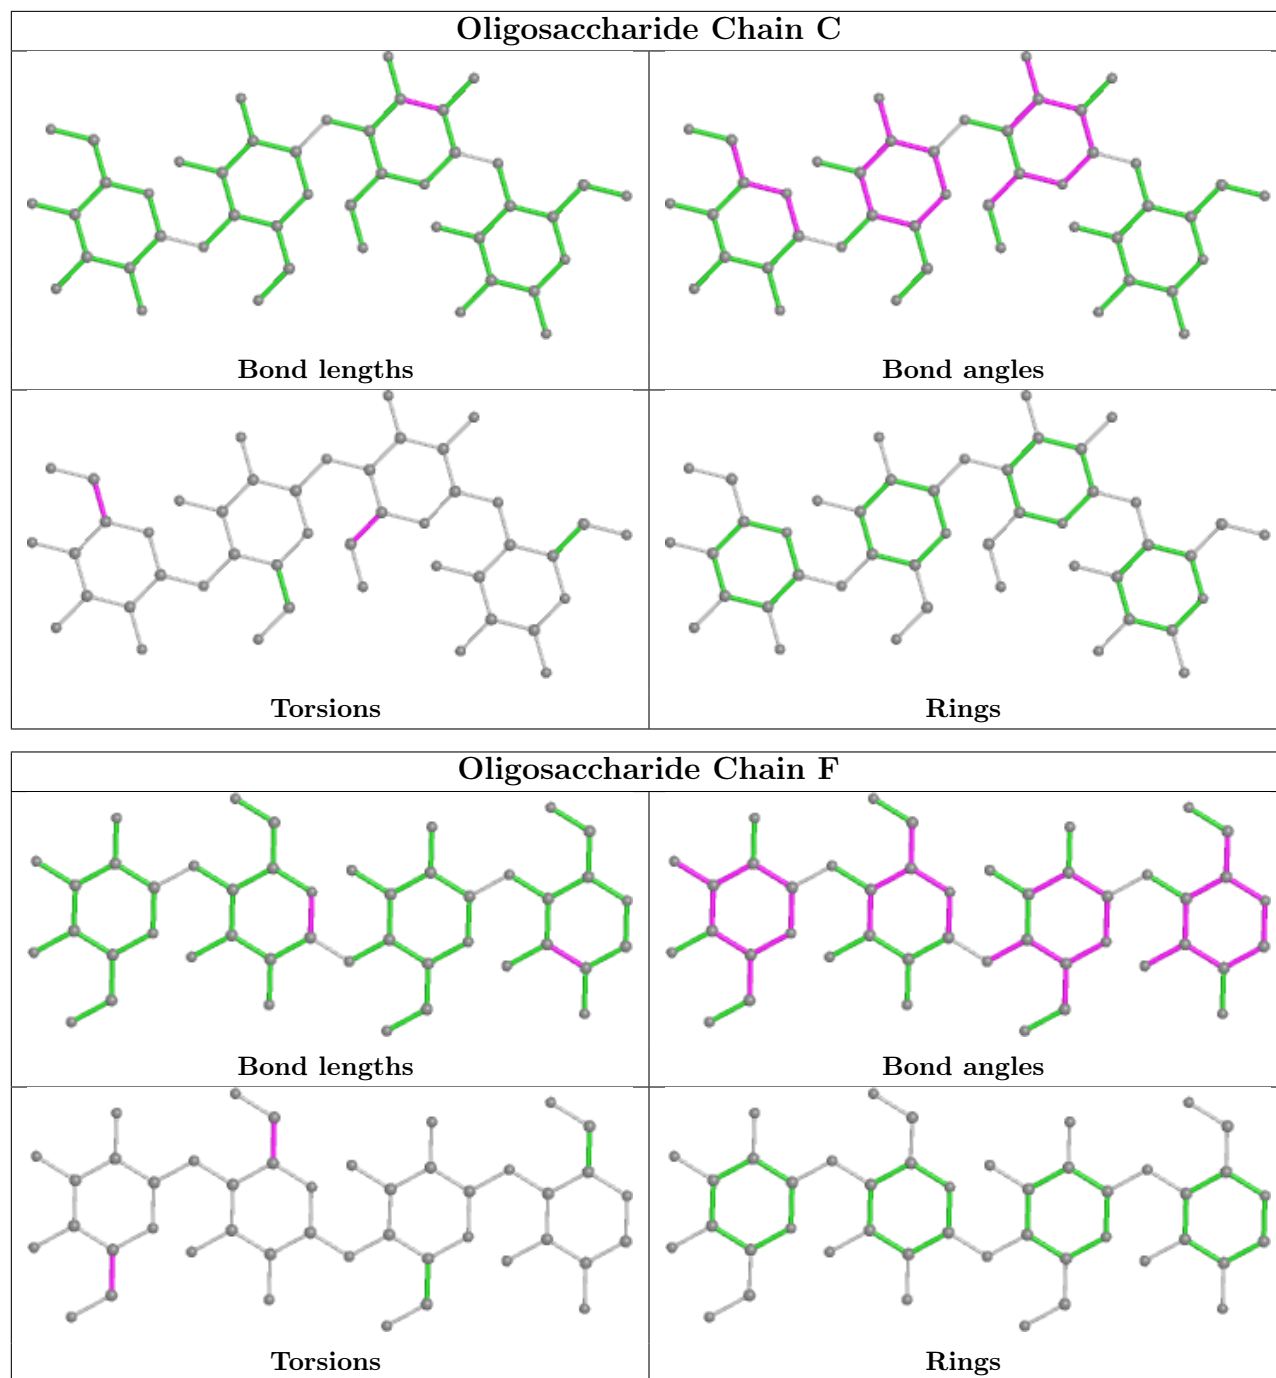 Oligosaccharide Chain C
Bond lengths
Bond angles
Torsions
Rings
Oligosaccharide Chain F
Bond lengths
Bond angles
Torsions
Rings